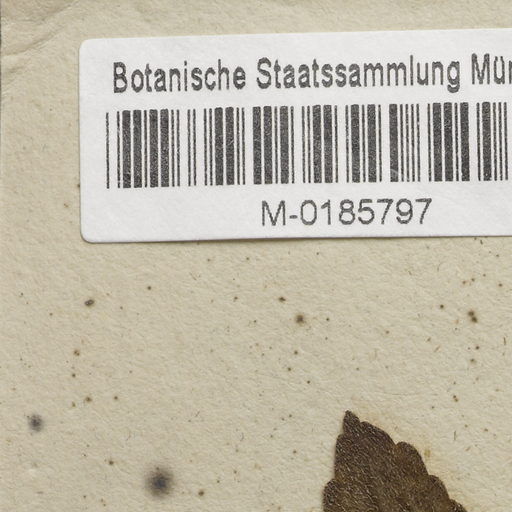 Botanische Staatssammlung Mün
M-0185797